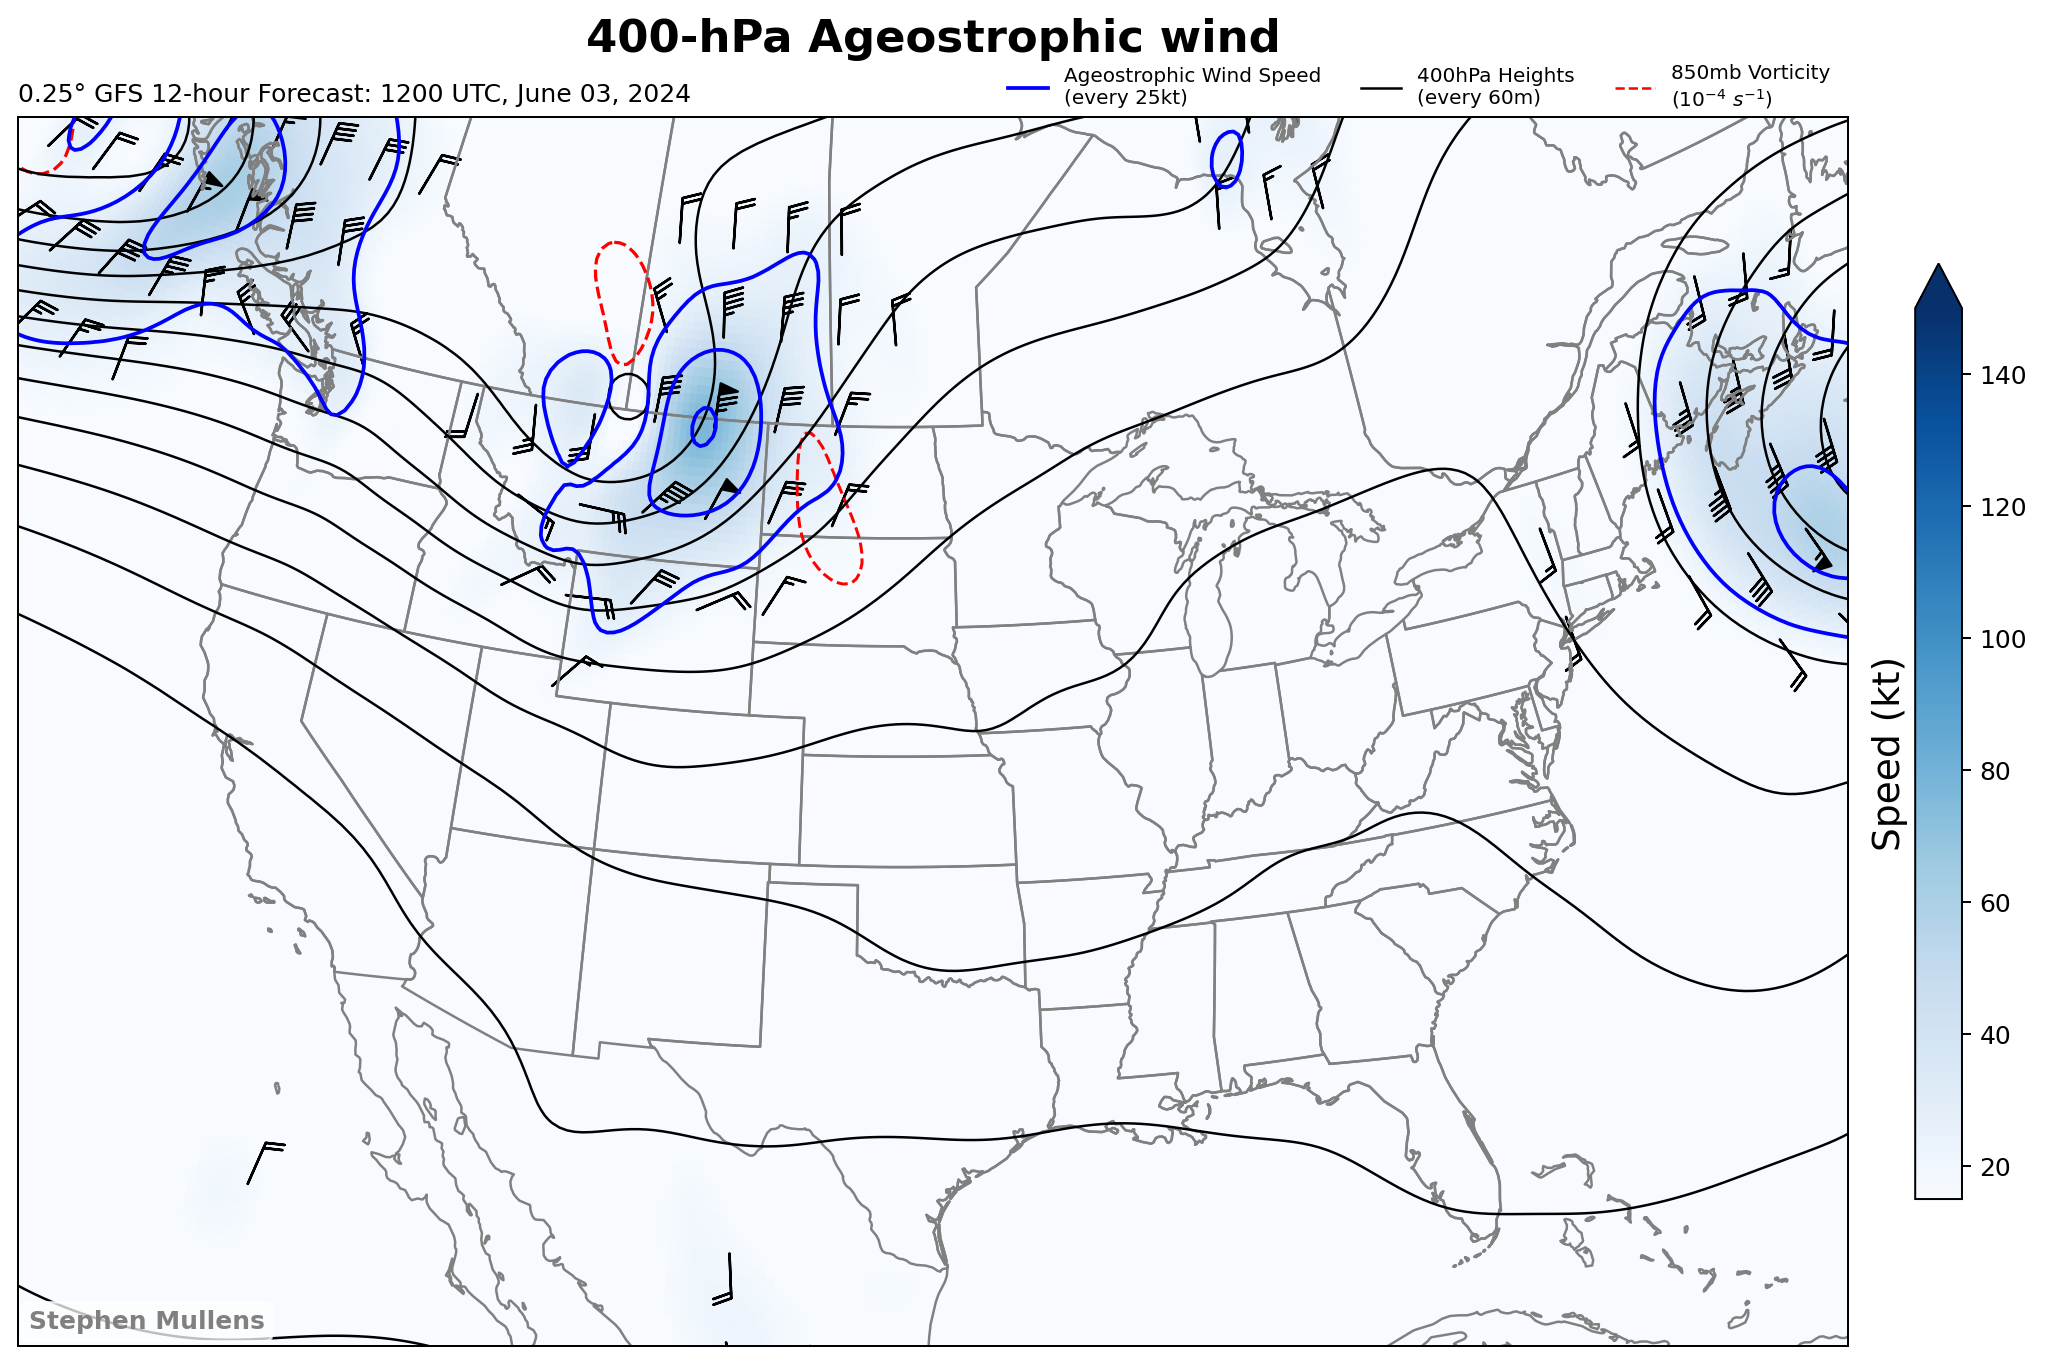 400-hPa Ageostrophic wind
0.25° GFS 12-hour Forecast: 1200 UTC, June 03, 2024
Ageostrophic Wind Speed
(every 25kt)
400hPa Heights
(every 60m)
850mb Vorticity
(10⁻⁴ s⁻¹)
140
120
100
80
60
40
20
Speed (kt)
Stephen Mullens